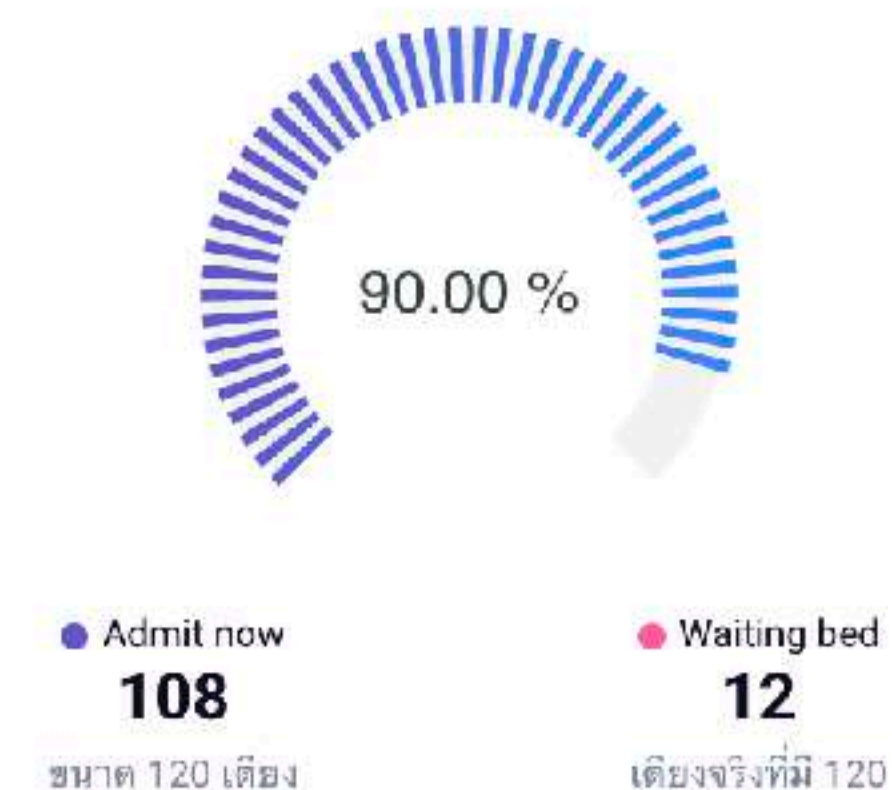 90.00 %
Admit now
108
ขนาด 120 เตียง
Waiting bed
12
เตียงจริงที่มี 120